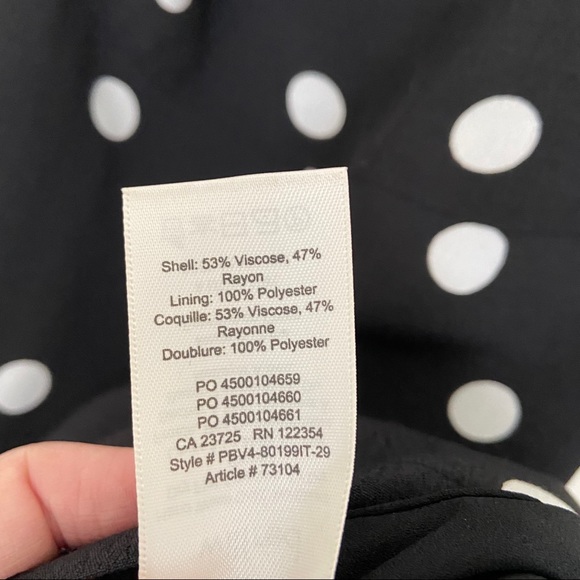 Shell: 53% Viscose, 47%
Rayon
Lining: 100% Polyester
Coquille: 53% Viscose, 47%
Rayonne
Doublure: 100% Polyester
PO 4500104659
PO 4500104660
PO 4500104661
CA 23725 RN 122354
Style # PBV4-80199IT-29
Article # 73104